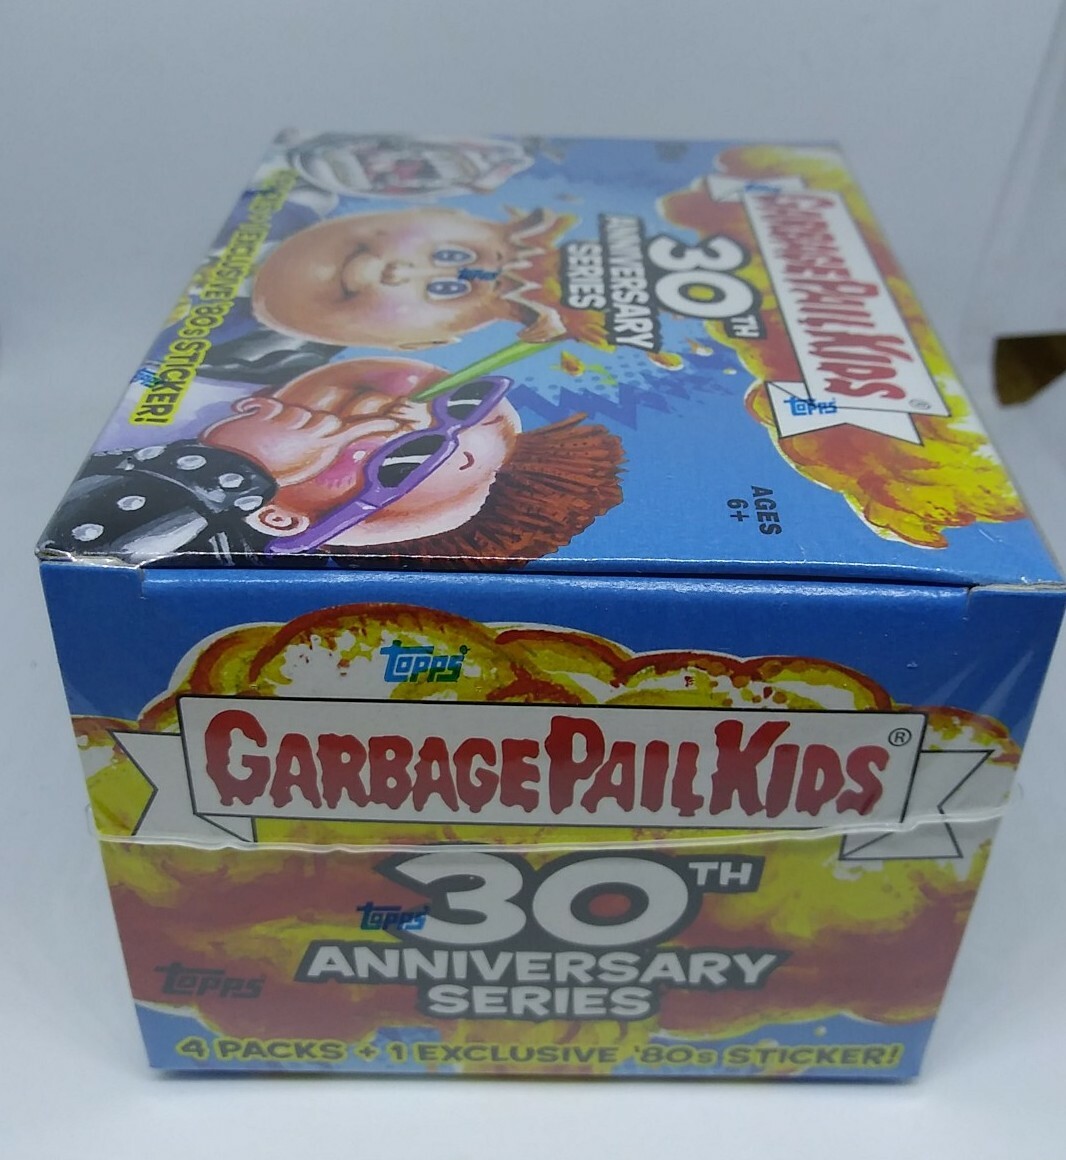 GARBAGE PAIL KIDS®
topps
30TH
ANNIVERSARY
SERIES
AGES
6+
EXCLUSIVE '80s STICKER!
topps
GARBAGE PAIL KIDS®
30TH
topps
ANNIVERSARY
topps
SERIES
4 PACKS + 1 EXCLUSIVE '80s STICKER!